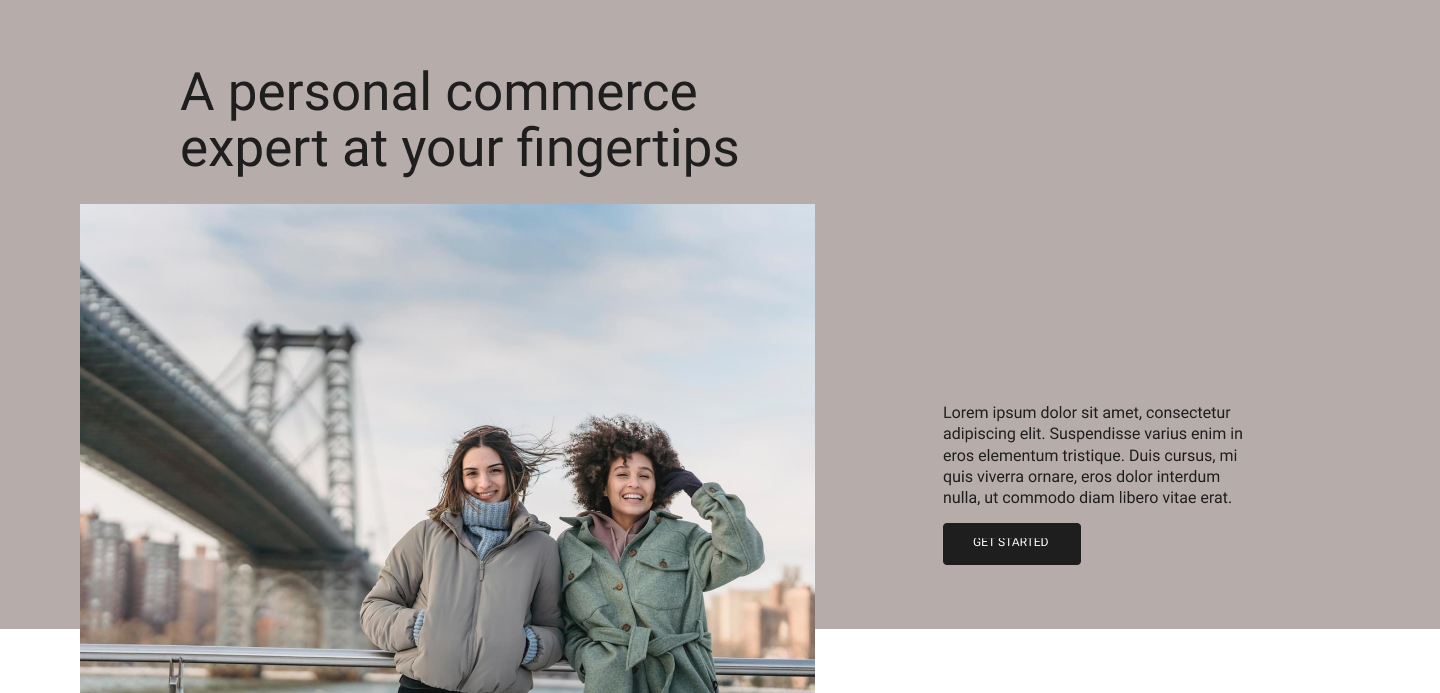 A personal commerce
expert at your fingertips
Lorem ipsum dolor sit amet, consectetur
adipiscing elit. Suspendisse varius enim in
eros elementum tristique. Duis cursus, mi
quis viverra ornare, eros dolor interdum
nulla, ut commodo diam libero vitae erat.
GET STARTED